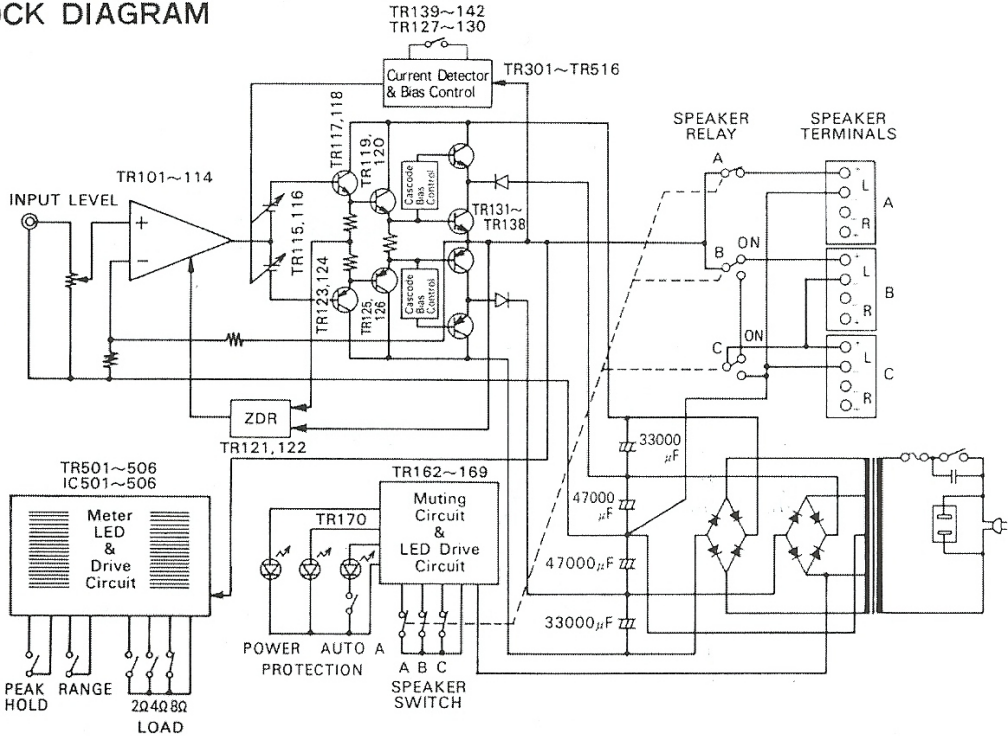 OCK DIAGRAM
TR139~142
TR127~130
Current Detector
& Bias Control
TR301~TR516
TR117,118
TR119,
120
Cascode
Bias
Control
TR131~
TR138
SPEAKER
RELAY
SPEAKER
TERMINALS
A
+
L
-
-
R
+
A
TR101~114
INPUT LEVEL
+
-
TR115,116
TR123,124
TR125,
126
Cascode
Bias
Control
B
ON
+
L
-
-
R
+
B
C
ON
+
L
-
-
R
+
C
ZDR
TR121,122
33000
μF
47000
μF
47000μF
33000μF
TR501~506
IC501~506
Meter
LED
&
Drive
Circuit
TR162~169
Muting
Circuit
&
LED Drive
Circuit
TR170
POWER
AUTO A
PROTECTION
A B C
SPEAKER
SWITCH
PEAK
HOLD
RANGE
2Ω 4Ω 8Ω
LOAD